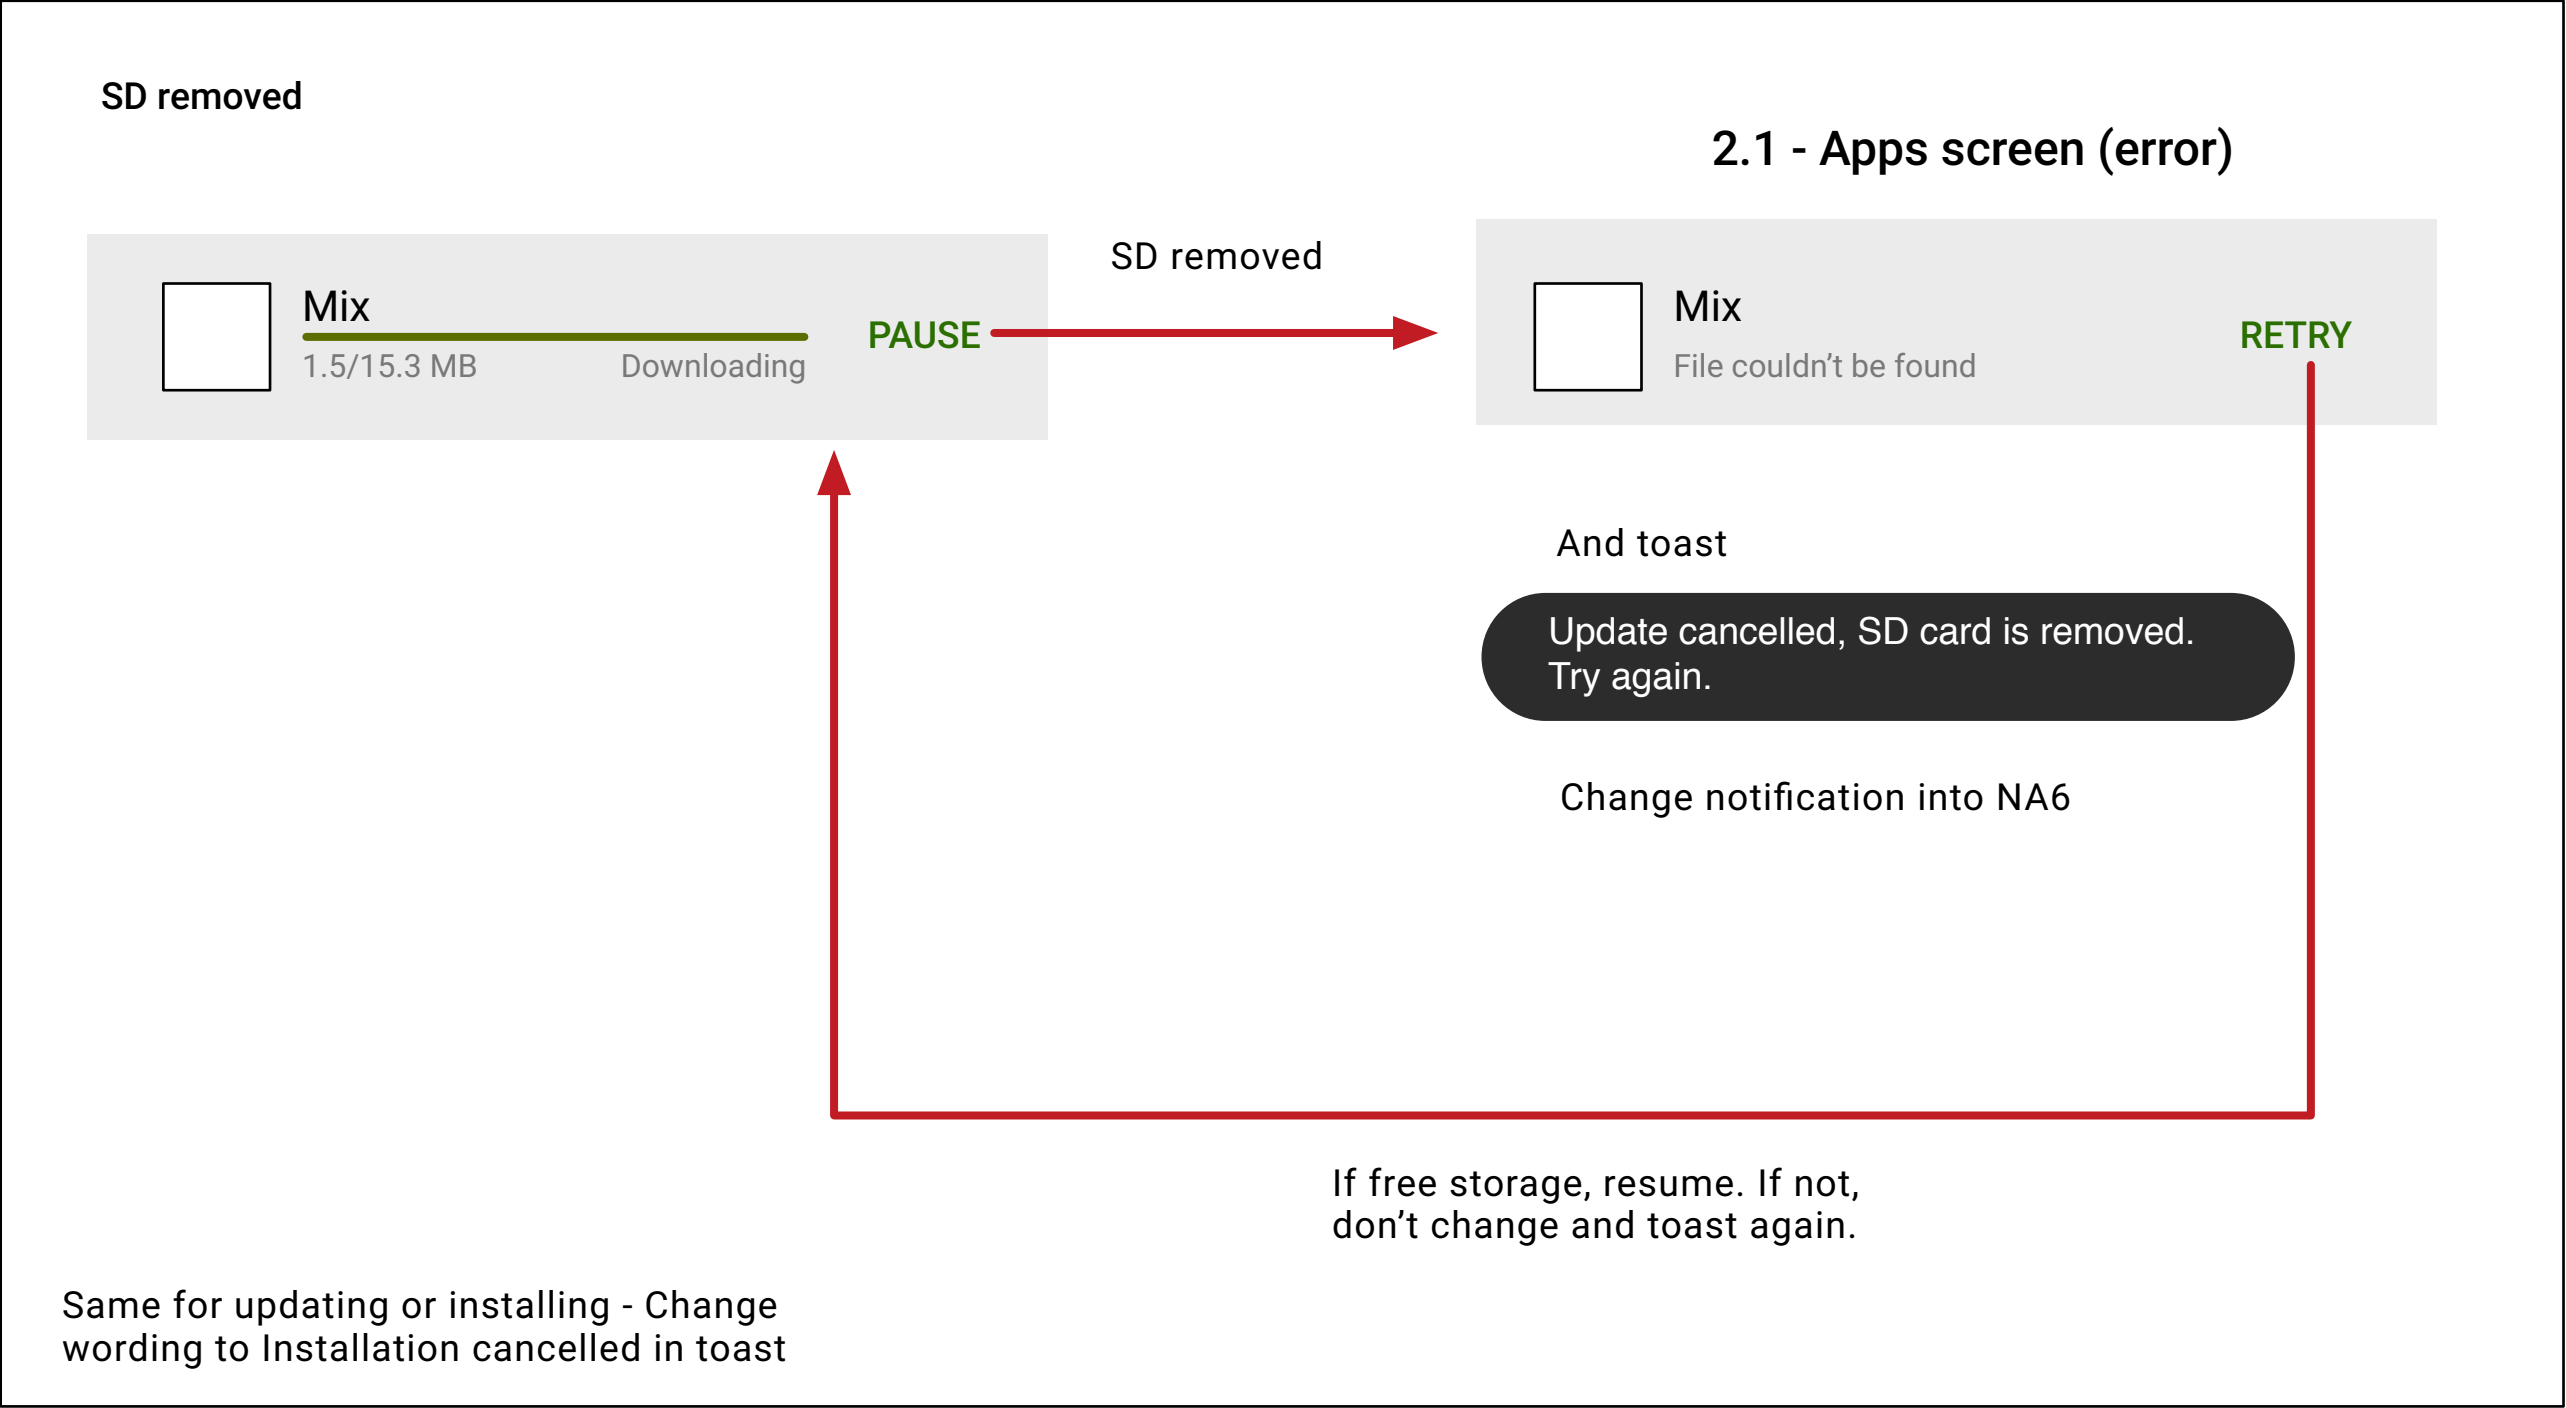 SD removed
2.1 - Apps screen (error)
Mix
1.5/15.3 MB
Downloading
PAUSE
SD removed
Mix
File couldn’t be found
RETRY
And toast
Update cancelled, SD card is removed.
Try again.
Change notification into NA6
If free storage, resume. If not,
don’t change and toast again.
Same for updating or installing - Change
wording to Installation cancelled in toast